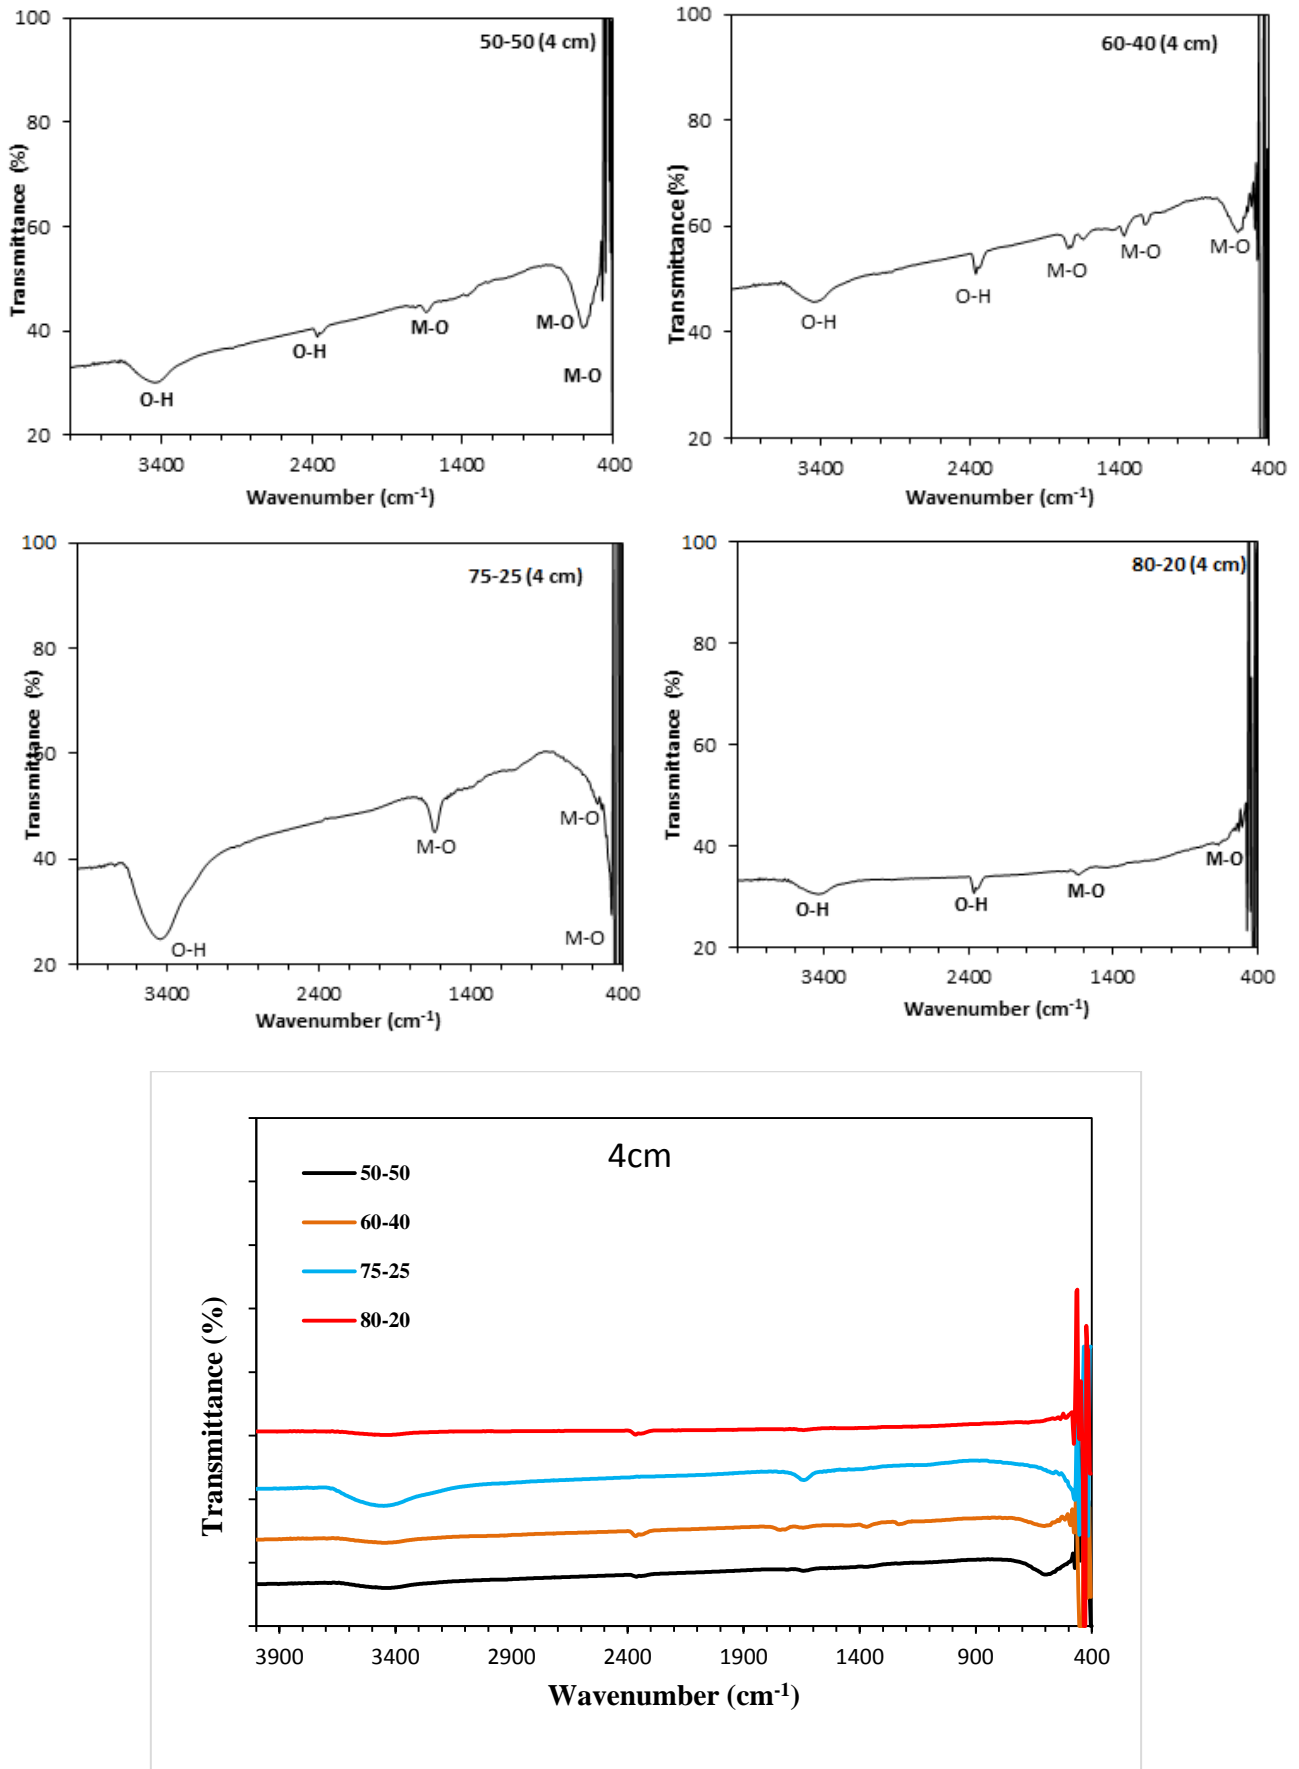 50-50 (4 cm)
100
80
60
40
20
Transmittance (%)
O-H
O-H
M-O
M-O
M-O
3400
2400
1400
400
Wavenumber (cm-1)
60-40 (4 cm)
100
80
60
40
20
Transmittance (%)
O-H
O-H
M-O
M-O
M-O
3400
2400
1400
400
Wavenumber (cm-1)
75-25 (4 cm)
100
80
60
40
20
Transmittance (%)
O-H
M-O
M-O
M-O
3400
2400
1400
400
Wavenumber (cm-1)
80-20 (4 cm)
100
80
60
40
20
Transmittance (%)
O-H
O-H
M-O
M-O
3400
2400
1400
400
Wavenumber (cm-1)
4cm
50-50
60-40
75-25
80-20
Transmittance (%)
3900
3400
2900
2400
1900
1400
900
400
Wavenumber (cm-1)